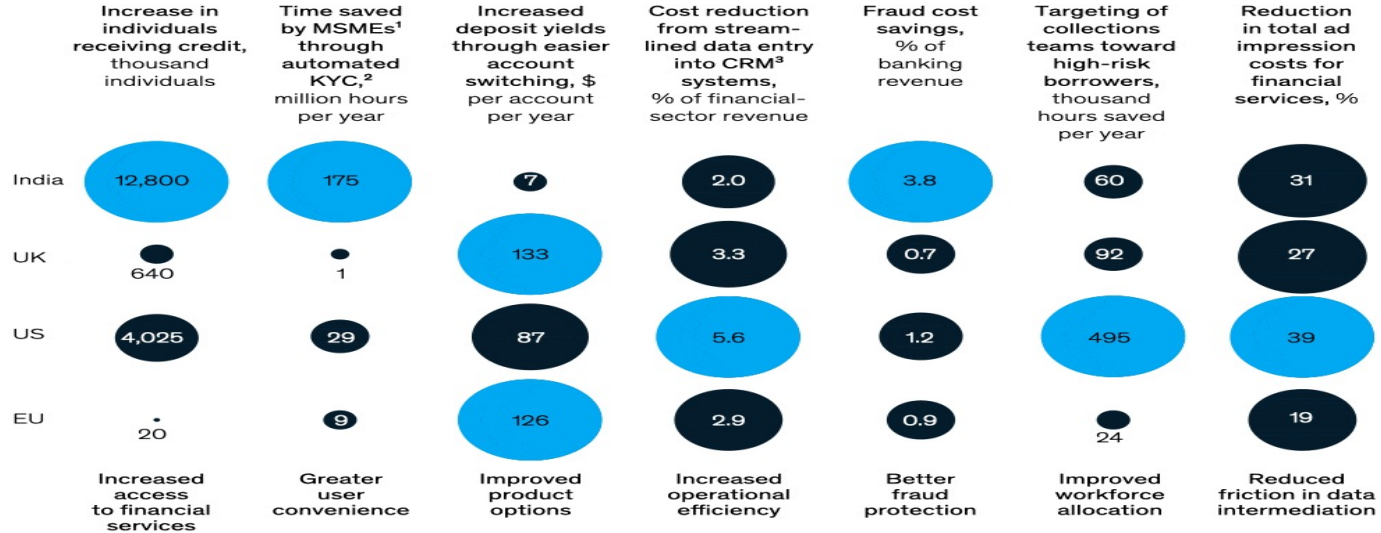 Increase in
individuals
receiving credit,
thousand
individuals
Time saved
by MSMEs¹
through
automated
KYC,²
million hours
per year
Increased
deposit yields
through easier
account
switching, $
per account
per year
Cost reduction
from stream-
lined data entry
into CRM³
systems,
% of financial-
sector revenue
Fraud cost
savings,
% of
banking
revenue
Targeting of
collections
teams toward
high-risk
borrowers,
thousand
hours saved
per year
Reduction
in total ad
impression
costs for
financial
services, %
India 12,800 175 7 2.0 3.8 60 31
UK 640 1 133 3.3 0.7 92 27
US 4,025 29 87 5.6 1.2 495 39
EU 20 9 126 2.9 0.9 24 19
Increased
access
to financial
services
Greater
user
convenience
Improved
product
options
Increased
operational
efficiency
Better
fraud
protection
Improved
workforce
allocation
Reduced
friction in data
intermediation